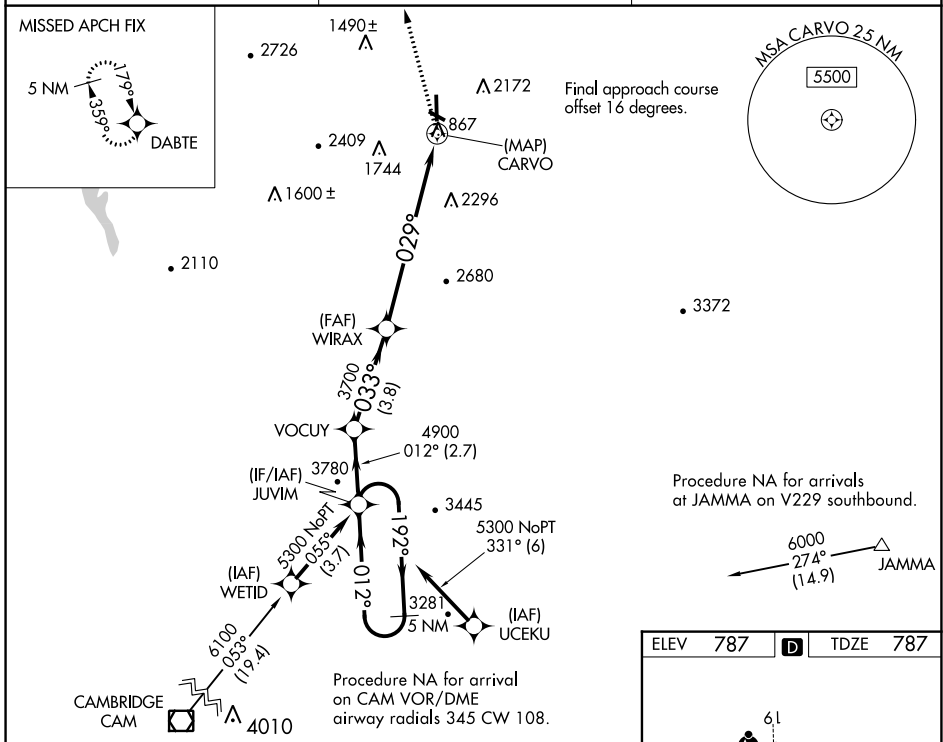 MISSED APCH FIX
5 NM
179°
359°
DABTE
2726
1490 ±
2172
Final approach course
offset 16 degrees.
MSA CARVO 25 NM
5500
867
(MAP)
CARVO
2409
1744
1600 ±
2296
029°
2110
2680
3372
(FAF)
WIRAX
3700
033°
(3.8)
VOCUY
4900
012° (2.7)
(IF/IAF)
JUVIM
3780
3445
192°
012°
5300 NoPT
331° (6)
5300 NoPT
055°
(3.7)
(IAF)
WETID
3281
5 NM
(IAF)
UCEKU
Procedure NA for arrivals
at JAMMA on V229 southbound.
6000
274°
(14.9)
JAMMA
6100
053°
(19.4)
CAMBRIDGE
CAM
4010
Procedure NA for arrival
on CAM VOR/DME
airway radials 345 CW 108.
ELEV 787 D TDZE 787
19